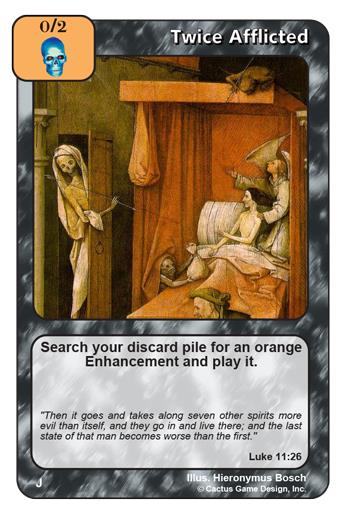 0/2
Twice Afflicted
Search your discard pile for an orange
Enhancement and play it.
"Then it goes and takes along seven other spirits more
evil than itself, and they go in and live there; and the last
state of that man becomes worse than the first."
Luke 11:26
Illus. Hieronymus Bosch
J
© Cactus Game Design, Inc.